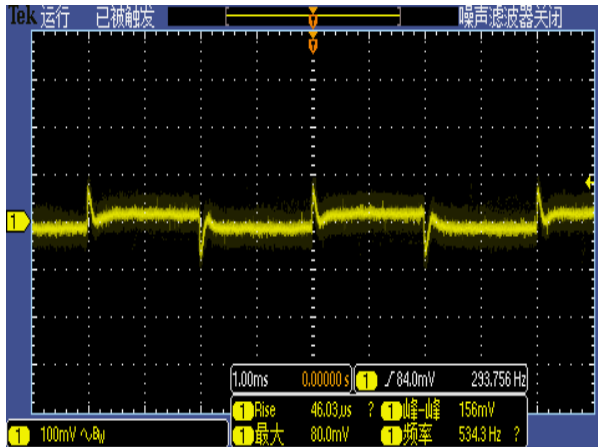 Tek 运行 已被触发 噪声滤波器关闭
T
1
1.00ms 0.00000 s 1 ʃ 84.0mV 293.756 Hz
1 Rise 46.03µs ? 1 峰-峰 156mV
1 100mV ∿ BW 1 最大 80.0mV 1 频率 534.3 Hz ?